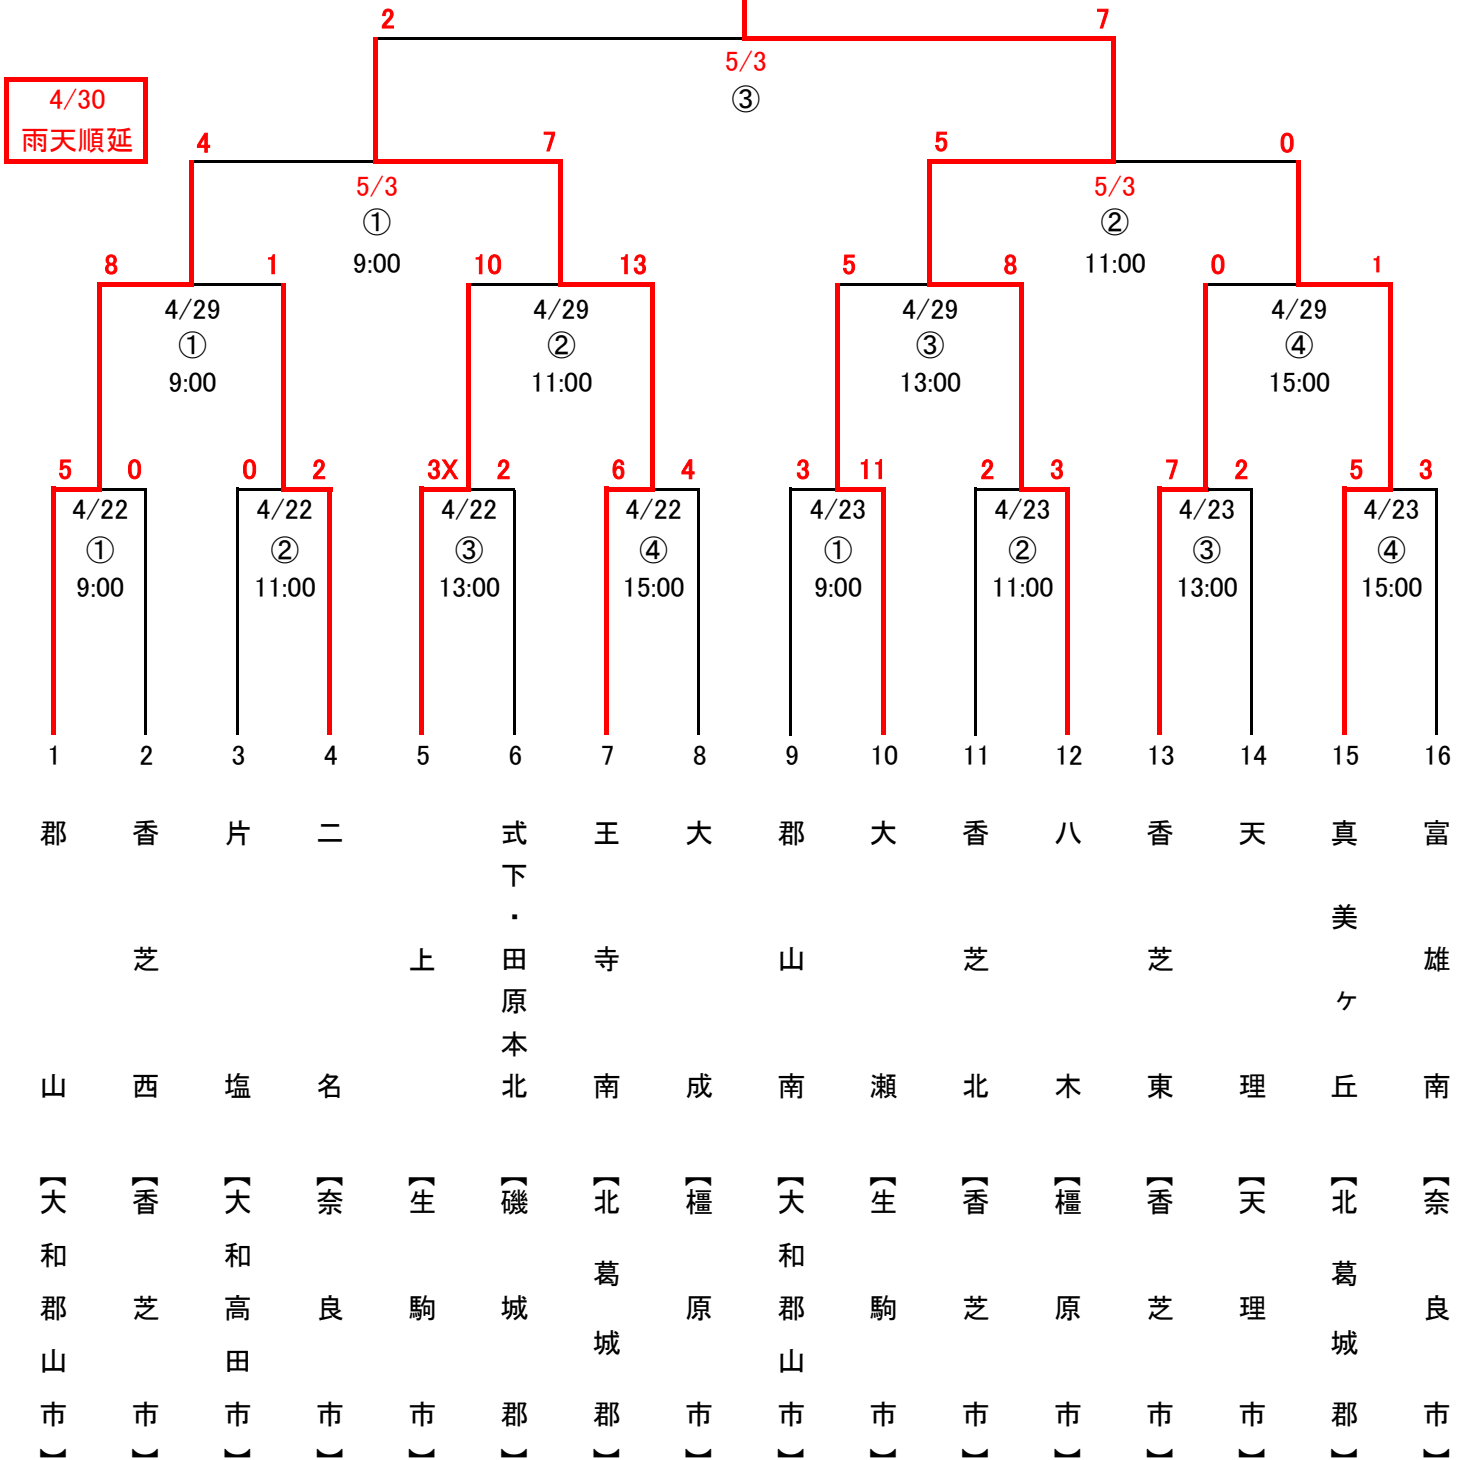 2 7
5/3
③
4/30
雨天順延
4 7 5 0
5/3 5/3
① ②
9:00 11:00
8 1 10 13 5 8 0 1
4/29 4/29 4/29 4/29
① ② ③ ④
9:00 11:00 13:00 15:00
5 0 0 2 3X 2 6 4 3 11 2 3 7 2 5 3
4/22 4/22 4/22 4/22 4/23 4/23 4/23 4/23
① ② ③ ④ ① ② ③ ④
9:00 11:00 13:00 15:00 9:00 11:00 13:00 15:00
1 2 3 4 5 6 7 8 9 10 11 12 13 14 15 16
郡山【大和郡山市】
香芝西【香芝市】
片塩【大和高田市】
二名【奈良市】
上【生駒市】
式下・田原本北【磯城郡】
王寺南【北葛城郡】
大成【橿原市】
郡山南【大和郡山市】
大瀬【生駒市】
香芝北【香芝市】
八木【橿原市】
香芝東【香芝市】
天理【天理市】
真美ヶ丘【北葛城郡】
富雄南【奈良市】